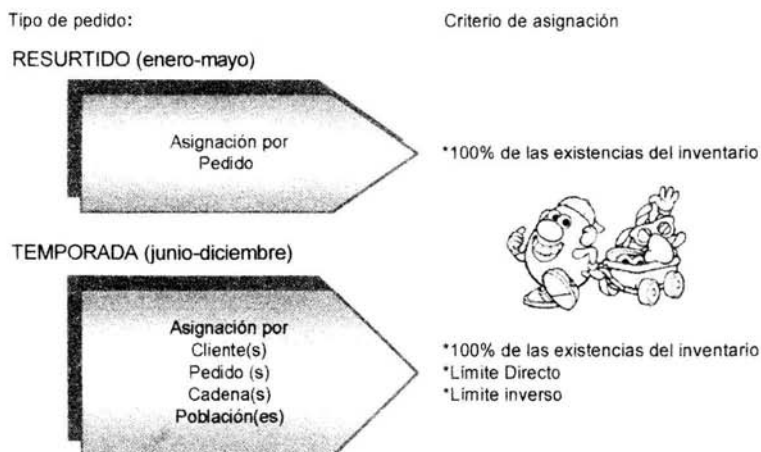 Tipo de pedido:
Criterio de asignación
RESURTIDO (enero-mayo)
Asignación por
Pedido
*100% de las existencias del inventario
TEMPORADA (junio-diciembre)
Asignación por
Cliente(s)
Pedido (s)
Cadena(s)
Población(es)
*100% de las existencias del inventario
*Límite Directo
*Límite inverso